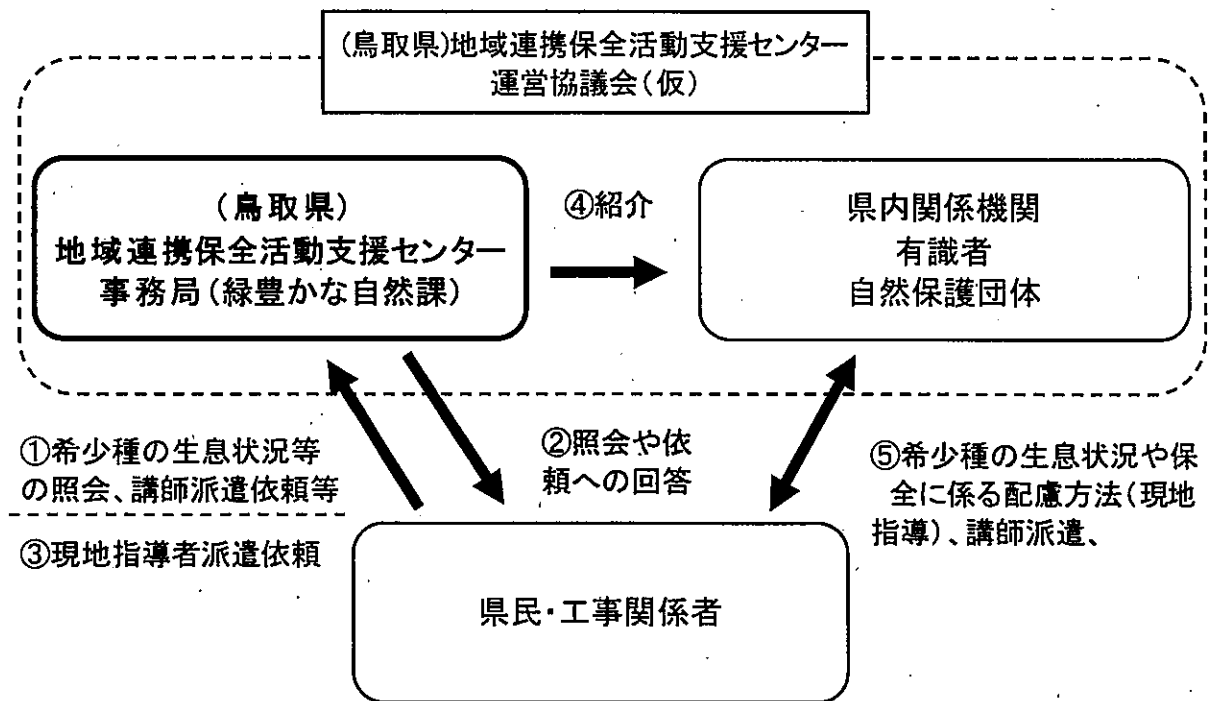 (鳥取県)地域連携保全活動支援センター
運営協議会(仮)
(鳥取県)
地域連携保全活動支援センター
事務局(緑豊かな自然課)
④紹介
県内関係機関
有識者
自然保護団体
①希少種の生息状況等
の照会、講師派遣依頼等
③現地指導者派遣依頼
②照会や依
頼への回答
⑤希少種の生息状況や保
全に係る配慮方法(現地
指導)、講師派遣、
県民・工事関係者